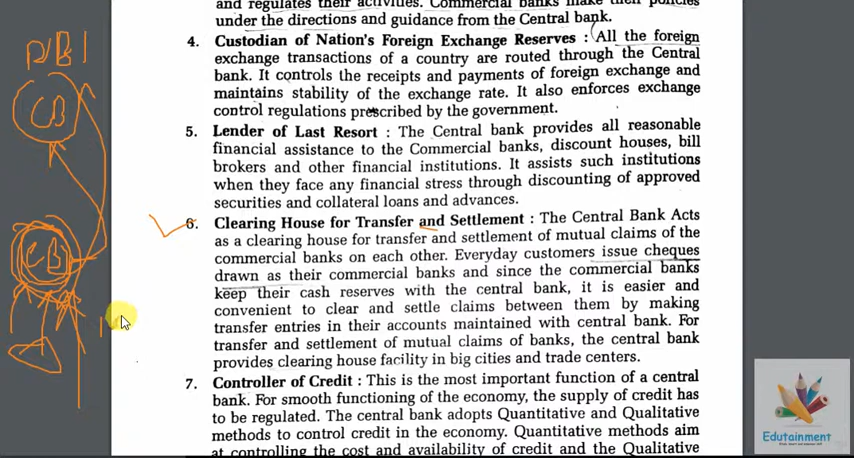 and regulates their activities. Commercial banks make their policies
under the directions and guidance from the Central bank.
4. Custodian of Nation's Foreign Exchange Reserves : All the foreign
exchange transactions of a country are routed through the Central
bank. It controls the receipts and payments of foreign exchange and
maintains stability of the exchange rate. It also enforces exchange
control regulations prescribed by the government.
5. Lender of Last Resort : The Central bank provides all reasonable
financial assistance to the Commercial banks, discount houses, bill
brokers and other financial institutions. It assists such institutions
when they face any financial stress through discounting of approved
securities and collateral loans and advances.
6. Clearing House for Transfer and Settlement : The Central Bank Acts
as a clearing house for transfer and settlement of mutual claims of the
commercial banks on each other. Everyday customers issue cheques
drawn as their commercial banks and since the commercial banks
keep their cash reserves with the central bank, it is easier and
convenient to clear and settle claims between them by making
transfer entries in their accounts maintained with central bank. For
transfer and settlement of mutual claims of banks, the central bank
provides clearing house facility in big cities and trade centers.
7. Controller of Credit : This is the most important function of a central
bank. For smooth functioning of the economy, the supply of credit has
to be regulated. The central bank adopts Quantitative and Qualitative
methods to control credit in the economy. Quantitative methods aim
at controlling the cost and availability of credit and the Qualitative
CB
CB
Edutainment